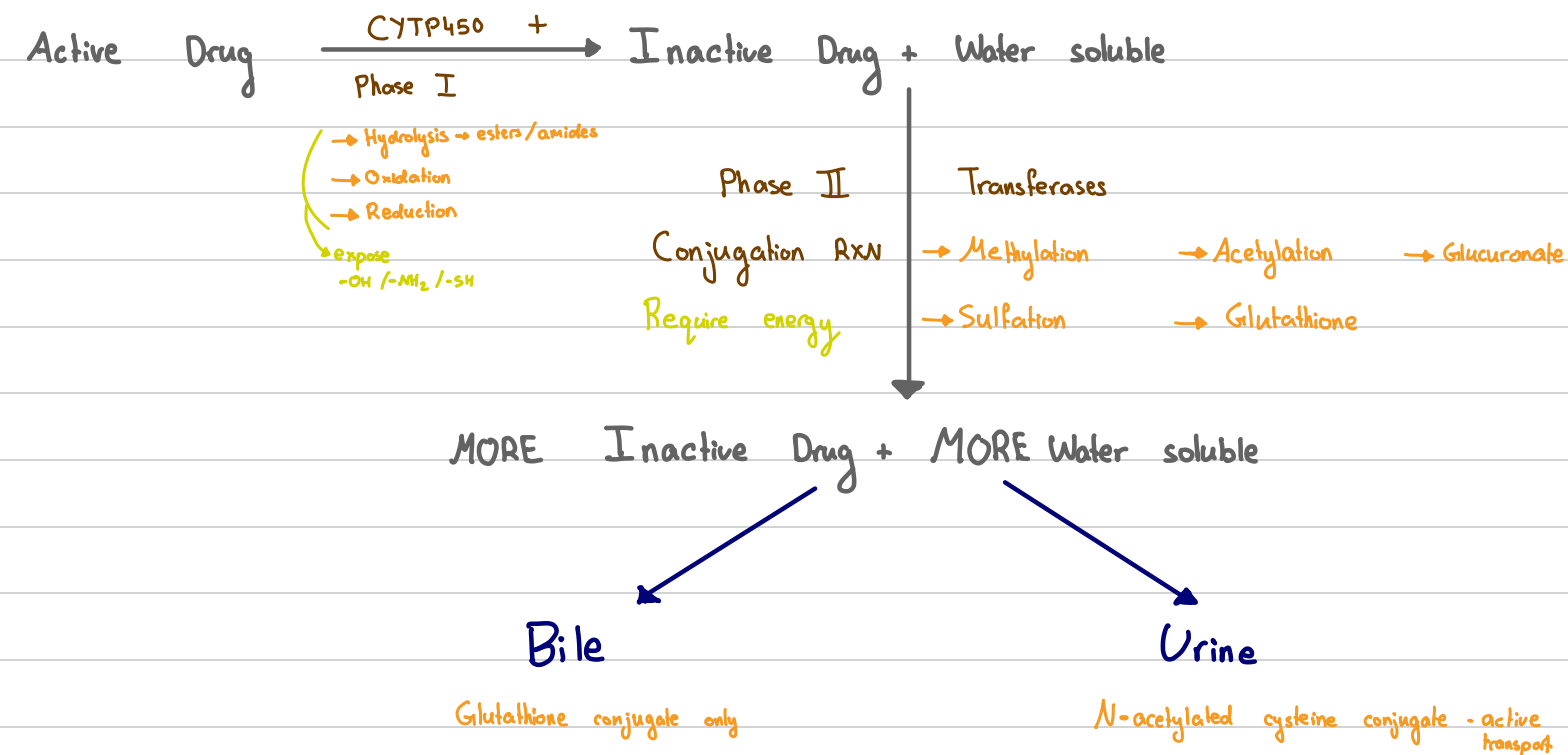 CYTP450 +
Active Drug → Inactive Drug + Water soluble
Phase I
→ Hydrolysis → esters/amides
→ Oxidation
→ Reduction
expose
-OH /-NH₂ /-SH
Phase II Transferases
Conjugation RXN → Methylation → Acetylation → Glucuronate
Require energy → Sulfation → Glutathione
MORE Inactive Drug + MORE Water soluble
Bile Urine
Glutathione conjugate only N-acetylated cysteine conjugate - active
transport